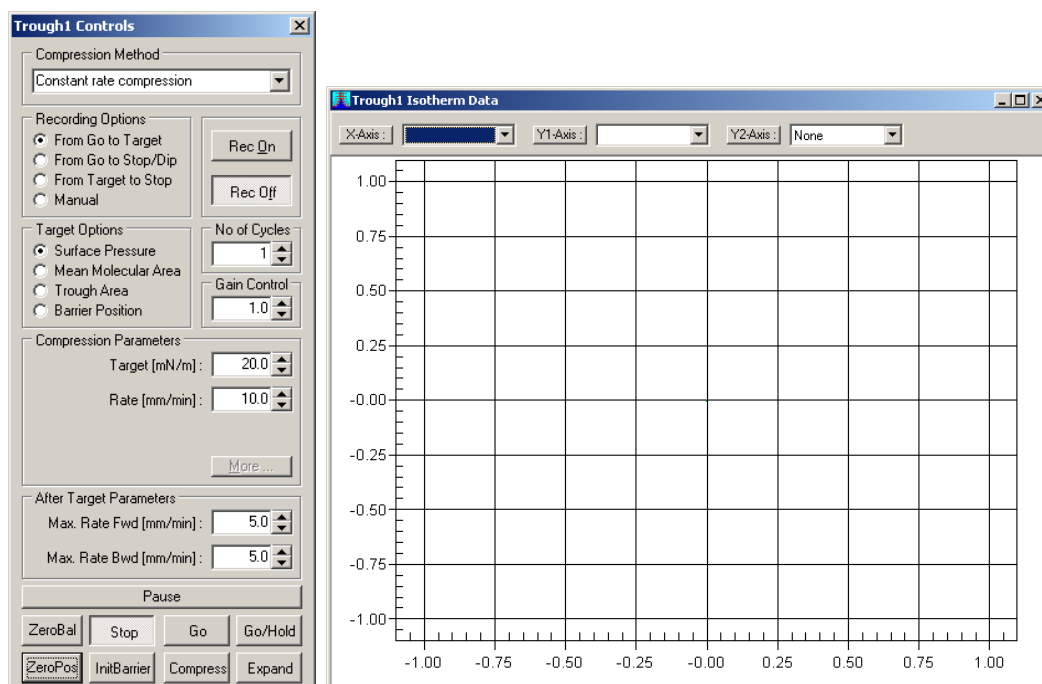 Trough1 Controls
Compression Method
Constant rate compression
Recording Options
From Go to Target
From Go to Stop/Dip
From Target to Stop
Manual
Rec On
Rec Off
Target Options
Surface Pressure
Mean Molecular Area
Trough Area
Barrier Position
No of Cycles
1
Gain Control
1.0
Compression Parameters
Target [mN/m] : 20.0
Rate [mm/min] : 10.0
More ...
After Target Parameters
Max. Rate Fwd [mm/min] : 5.0
Max. Rate Bwd [mm/min] : 5.0
Pause
ZeroBal Stop Go Go/Hold
ZeroPos InitBarrier Compress Expand
Trough1 Isotherm Data
X-Axis : Y1-Axis : Y2-Axis : None
1.00
0.75
0.50
0.25
-0.00
-0.25
-0.50
-0.75
-1.00
-1.00 -0.75 -0.50 -0.25 -0.00 0.25 0.50 0.75 1.00